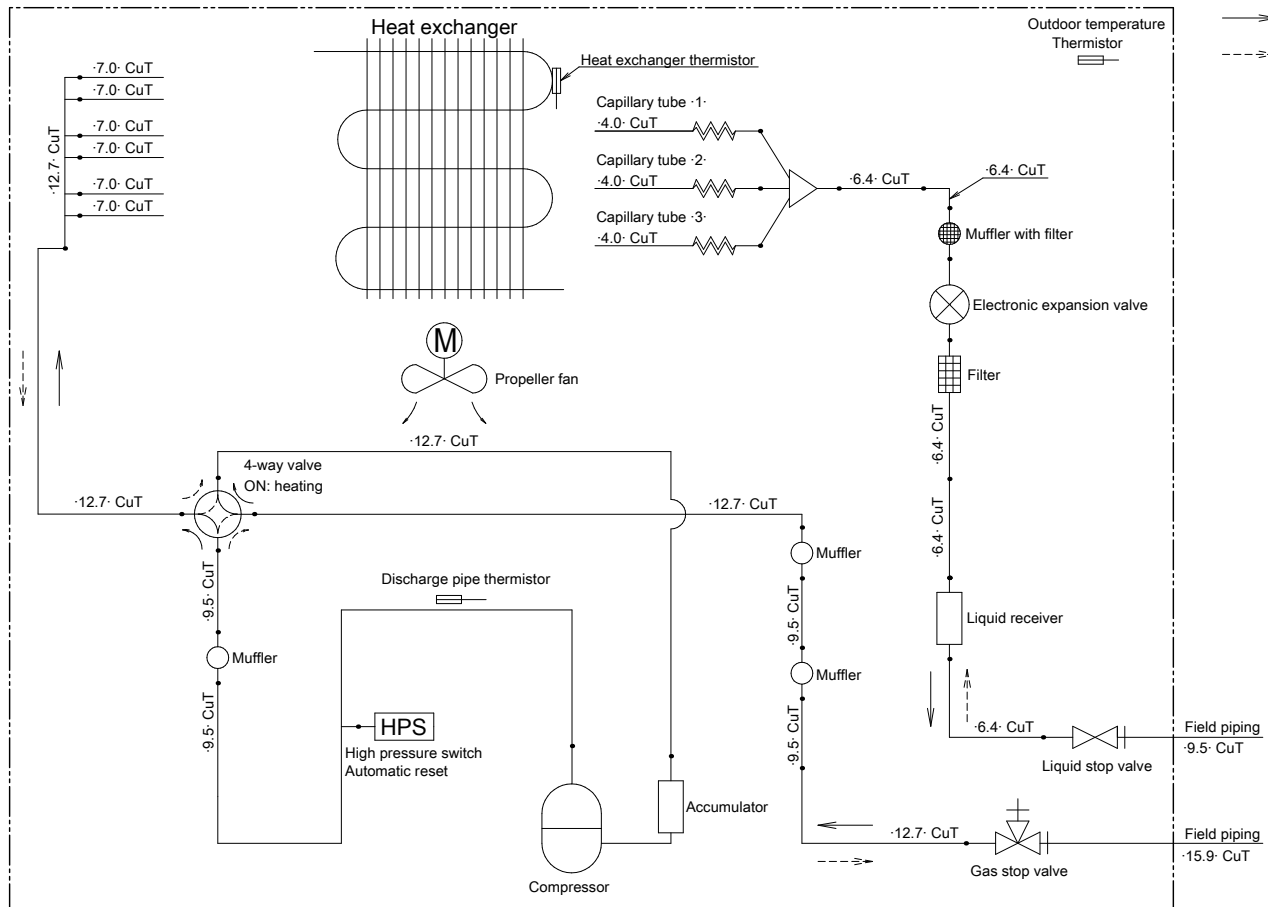 Heat exchanger
Outdoor temperature
Thermistor
Heat exchanger thermistor
·7.0· CuT
·7.0· CuT
·7.0· CuT
·7.0· CuT
·7.0· CuT
·7.0· CuT
·12.7· CuT
Capillary tube ·1·
·4.0· CuT
Capillary tube ·2·
·4.0· CuT
Capillary tube ·3·
·4.0· CuT
·6.4· CuT
·6.4· CuT
Muffler with filter
Electronic expansion valve
Filter
M
Propeller fan
·6.4· CuT
·12.7· CuT
4-way valve
ON: heating
·12.7· CuT
·12.7· CuT
·6.4· CuT
Muffler
Discharge pipe thermistor
·9.5· CuT
·9.5· CuT
Liquid receiver
Muffler
Muffler
·9.5· CuT
·9.5· CuT
HPS
High pressure switch
Automatic reset
·6.4· CuT
Liquid stop valve
Field piping
·9.5· CuT
Accumulator
Compressor
·12.7· CuT
Gas stop valve
Field piping
·15.9· CuT